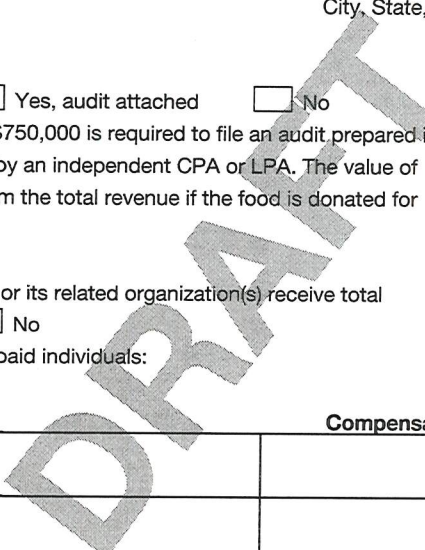 City, State,
Yes, audit attached No
$750,000 is required to file an audit prepared
by an independent CPA or LPA. The value of
the total revenue if the food is donated for
or its related organization(s) receive total
No
paid individuals:
DRAFT